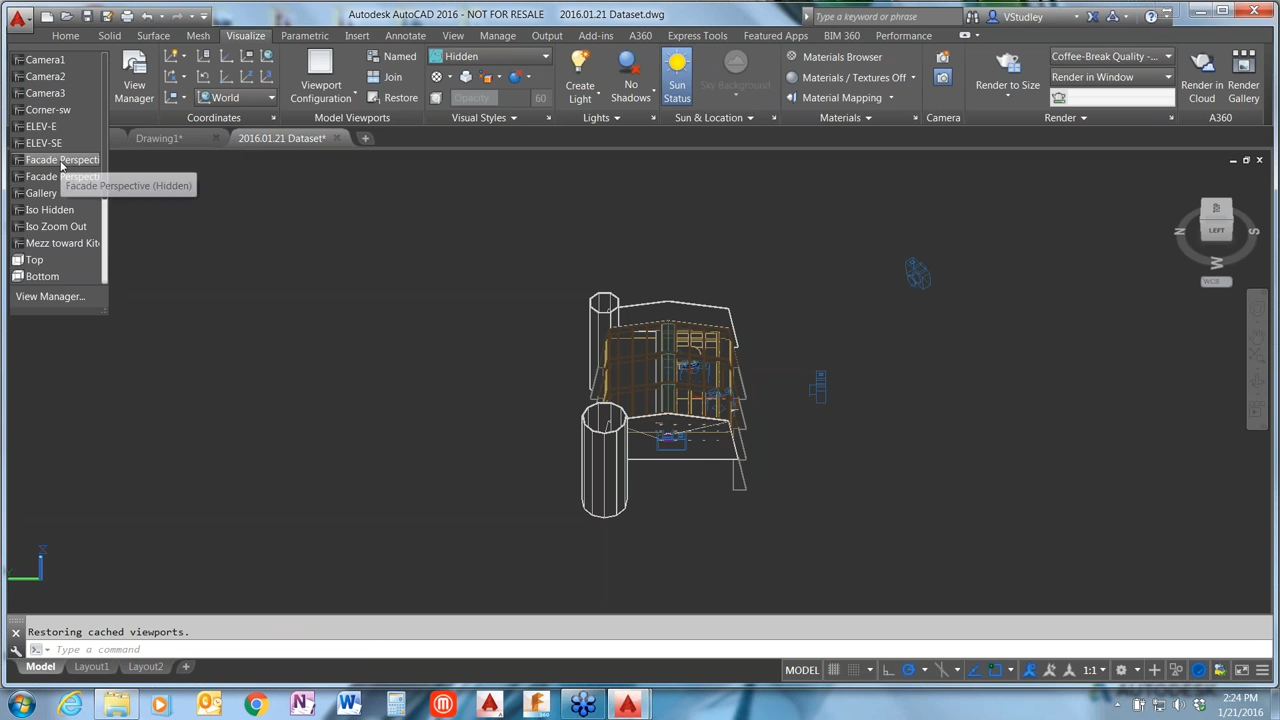 Autodesk AutoCAD 2016 - NOT FOR RESALE 2016.01.21 Dataset.dwg
Type a keyword or phrase
VStudley
Home Solid Surface Mesh Visualize Parametric Insert Annotate View Manage Output Add-ins A360 Express Tools Featured Apps BIM 360 Performance
Camera1
Camera2
Camera3
Corner-sw
ELEV-E
ELEV-SE
Facade Perspecti
Facade Perspecti
Facade Perspective (Hidden)
Gallery
Iso Hidden
Iso Zoom Out
Mezz toward Kit
Top
Bottom
View Manager...
View
Manager
World
Coordinates
Viewport
Configuration
Named
Join
Restore
Model Viewports
Hidden
Opacity 60
Visual Styles
Create
Light
No
Shadows
Lights
Sun
Status
Sky Background
Sun & Location
Materials Browser
Materials / Textures Off
Material Mapping
Materials
Camera
Render to Size
Coffee-Break Quality -...
Render in Window
Render
Render in
Cloud
Render
Gallery
A360
Drawing1*
2016.01.21 Dataset*
TOP
LEFT
N
S
W
WCS
Z
Restoring cached viewports.
Type a command
Model Layout1 Layout2
MODEL
1:1
2:24 PM
1/21/2016